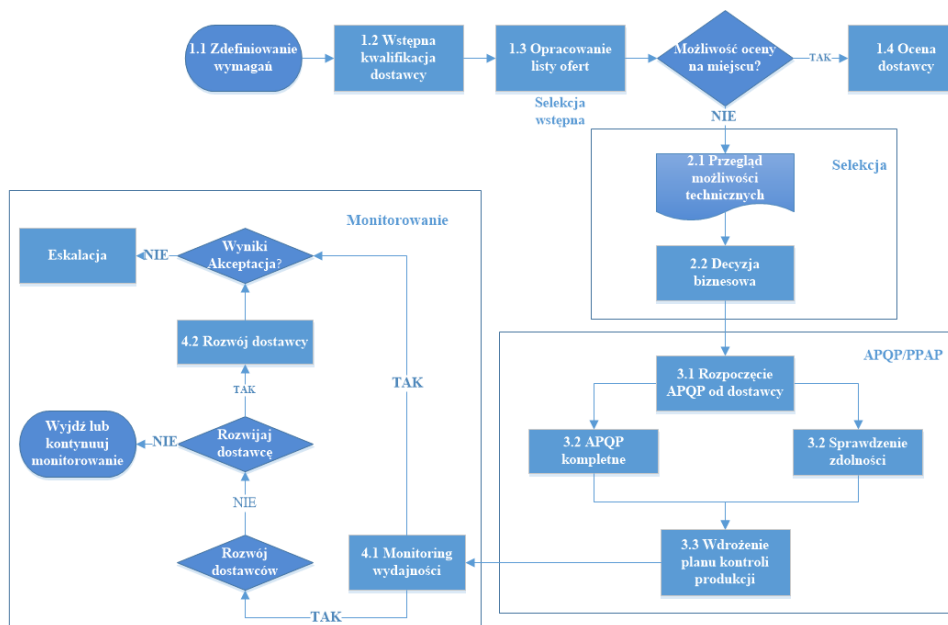 1.1 Zdefiniowanie
wymagań
1.2 Wstępna
kwalifikacja
dostawcy
1.3 Opracowanie
listy ofert
Selekcja
wstępna
Możliwość oceny
na miejscu?
TAK
1.4 Ocena
dostawcy
NIE
Selekcja
2.1 Przegląd
możliwości
technicznych
2.2 Decyzja
biznesowa
APQP/PPAP
3.1 Rozpoczęcie
APQP od dostawcy
3.2 APQP
kompletne
3.2 Sprawdzenie
zdolności
3.3 Wdrożenie
planu kontroli
produkcji
Monitorowanie
Eskalacja
NIE
Wyniki
Akceptacja?
4.2 Rozwój dostawcy
TAK
TAK
Wyjdź lub
kontynuuj
monitorowanie
NIE
Rozwijaj
dostawcę
NIE
Rozwój
dostawców
4.1 Monitoring
wydajności
TAK